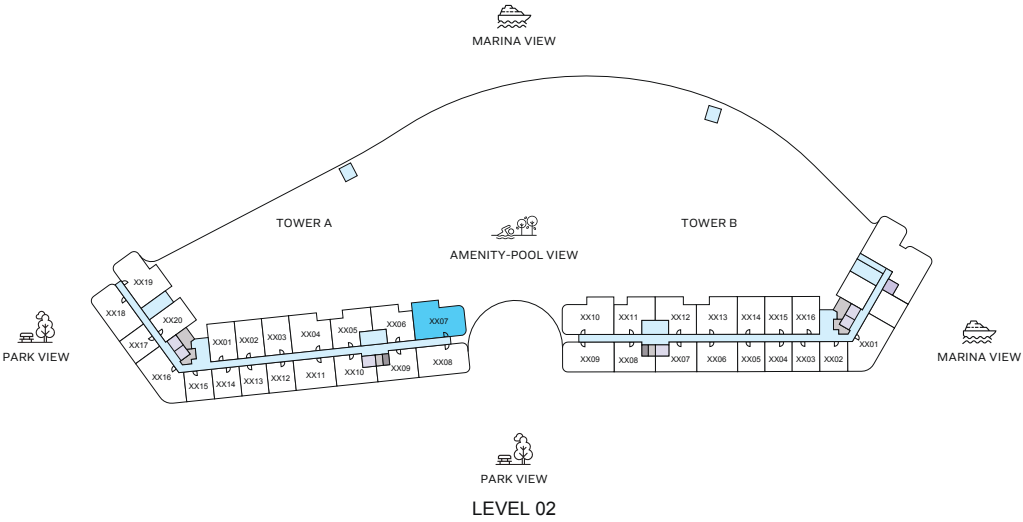 MARINA VIEW
TOWER A
TOWER B
AMENITY-POOL VIEW
XX19
XX18
XX20
XX17
XX16
XX15
XX14
XX13
XX12
XX11
XX10
XX09
XX08
XX01
XX02
XX03
XX04
XX05
XX06
XX07
XX10
XX11
XX12
XX13
XX14
XX15
XX16
XX09
XX08
XX07
XX06
XX05
XX04
XX03
XX02
XX01
PARK VIEW
MARINA VIEW
PARK VIEW
LEVEL 02